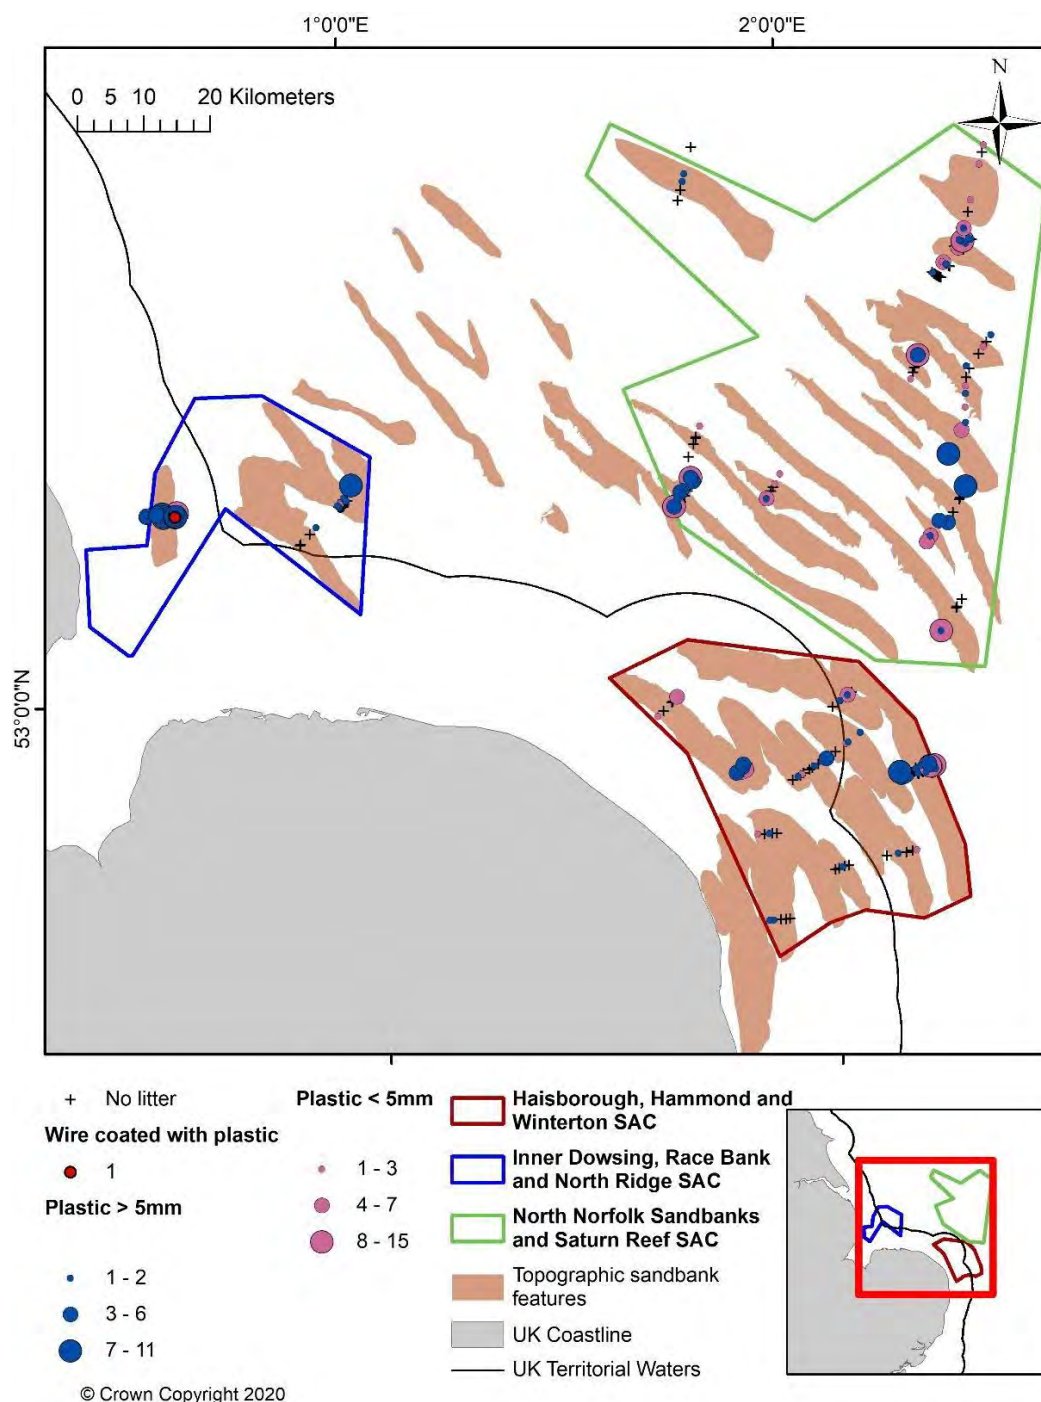 1°0'0"E
2°0'0"E
N
0 5 10 20 Kilometers
53°0'0"N
No litter
Wire coated with plastic
1
Plastic > 5mm
1 - 2
3 - 6
7 - 11
Plastic < 5mm
1 - 3
4 - 7
8 - 15
Haisborough, Hammond and
Winterton SAC
Inner Dowsing, Race Bank
and North Ridge SAC
North Norfolk Sandbanks
and Saturn Reef SAC
Topographic sandbank
features
UK Coastline
UK Territorial Waters
© Crown Copyright 2020